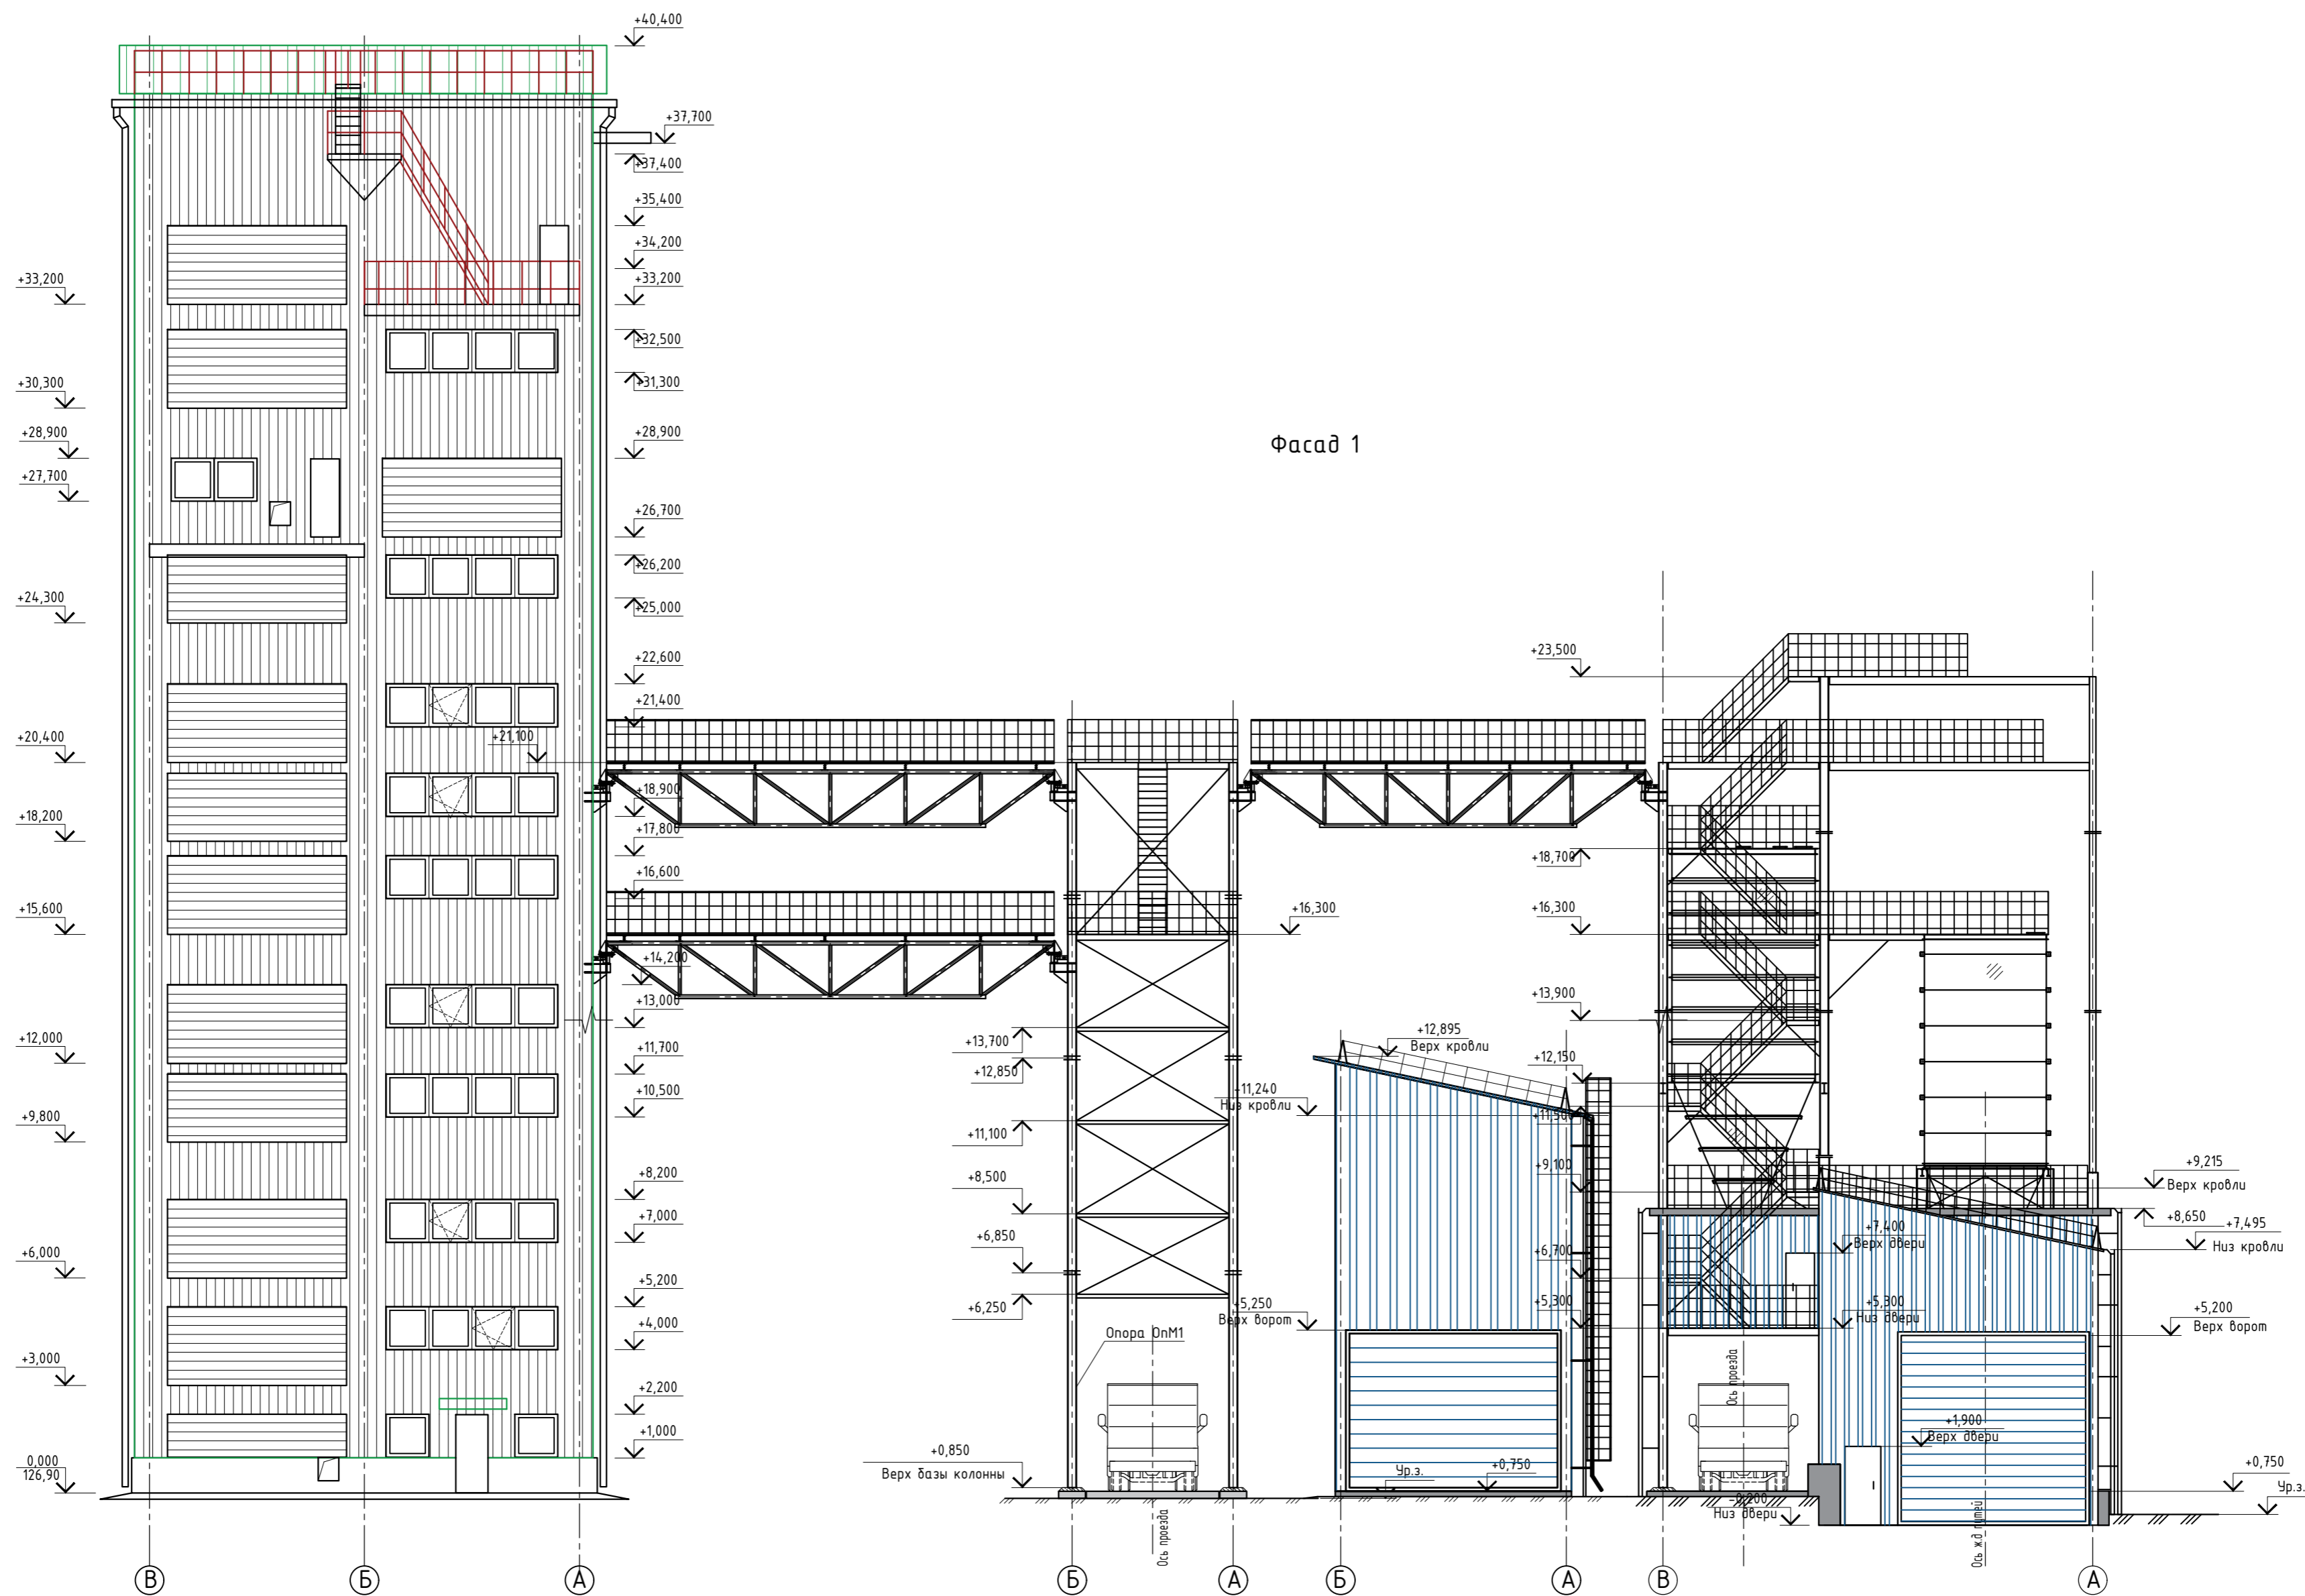 +40,400
+37,700
+37,400
+35,400
+34,200
+33,200
+33,200
+32,500
+31,300
+30,300
+28,900
+28,900
Фасад 1
+27,700
+26,700
+26,200
+25,000
+24,300
+22,600
+23,500
+21,400
+21,100
+20,400
+18,900
+18,200
+17,800
+18,700
+16,600
+15,600
+16,300
+16,300
+14,200
+13,000
+13,900
+12,000
+11,700
+13,700
+12,895
Верх кровли
+12,850
+12,150
+10,500
-11,240
Низ кровли
+11,500
+9,800
+11,100
+9,100
+9,215
Верх кровли
+8,200
+8,500
+7,000
+6,850
+7,400
Верх двери
+8,650
+7,495
Низ кровли
+6,700
+6,000
+5,200
+6,250
+5,250
Верх ворот
+5,300
+5,300
Низ двери
+5,200
Верх ворот
+4,000
Опора ОпМ1
+3,000
Ось проезда
+2,200
+1,000
+1,900
Верх двери
0,000
126,90
+0,850
Верх базы колонны
Ур.з.
+0,750
+0,750
Ур.з.
-0,200
Низ двери
Ось проезда
Ось ж.д путей
В
Б
А
Б
А
Б
А
В
А